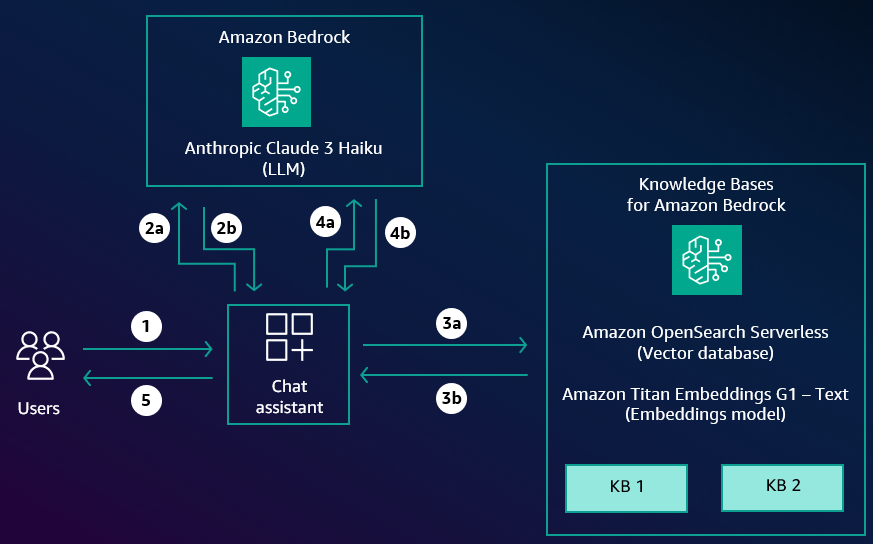 Amazon Bedrock
Anthropic Claude 3 Haiku
(LLM)
2a
2b
4a
4b
Knowledge Bases
for Amazon Bedrock
Amazon OpenSearch Serverless
(Vector database)
Amazon Titan Embeddings G1 – Text
(Embeddings model)
KB 1
KB 2
Users
1
5
Chat
assistant
3a
3b